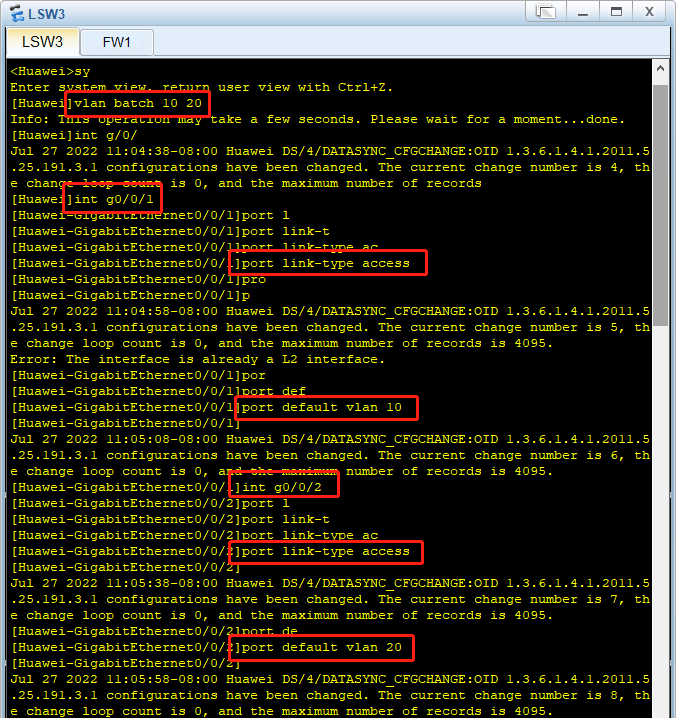 LSW3
LSW3 FW1
<Huawei>sy
Enter system view, return user view with Ctrl+Z.
[Huawei]vlan batch 10 20
Info: This operation may take a few seconds. Please wait for a moment...done.
[Huawei]int g/0/
Jul 27 2022 11:04:38-08:00 Huawei DS/4/DATASYNC_CFGCHANGE:OID 1.3.6.1.4.1.2011.5
.25.191.3.1 configurations have been changed. The current change number is 4, th
e change loop count is 0, and the maximum number of records
[Huawei]int g0/0/1
[Huawei-GigabitEthernet0/0/1]port l
[Huawei-GigabitEthernet0/0/1]port link-t
[Huawei-GigabitEthernet0/0/1]port link-type ac
[Huawei-GigabitEthernet0/0/1]port link-type access
[Huawei-GigabitEthernet0/0/1]pro
[Huawei-GigabitEthernet0/0/1]p
Jul 27 2022 11:04:58-08:00 Huawei DS/4/DATASYNC_CFGCHANGE:OID 1.3.6.1.4.1.2011.5
.25.191.3.1 configurations have been changed. The current change number is 5, th
e change loop count is 0, and the maximum number of records is 4095.
Error: The interface is already a L2 interface.
[Huawei-GigabitEthernet0/0/1]por
[Huawei-GigabitEthernet0/0/1]port def
[Huawei-GigabitEthernet0/0/1]port default vlan 10
[Huawei-GigabitEthernet0/0/1]
Jul 27 2022 11:05:08-08:00 Huawei DS/4/DATASYNC_CFGCHANGE:OID 1.3.6.1.4.1.2011.5
.25.191.3.1 configurations have been changed. The current change number is 6, th
e change loop count is 0, and the maximum number of records is 4095.
[Huawei-GigabitEthernet0/0/1]int g0/0/2
[Huawei-GigabitEthernet0/0/2]port l
[Huawei-GigabitEthernet0/0/2]port link-t
[Huawei-GigabitEthernet0/0/2]port link-type ac
[Huawei-GigabitEthernet0/0/2]port link-type access
[Huawei-GigabitEthernet0/0/2]
Jul 27 2022 11:05:38-08:00 Huawei DS/4/DATASYNC_CFGCHANGE:OID 1.3.6.1.4.1.2011.5
.25.191.3.1 configurations have been changed. The current change number is 7, th
e change loop count is 0, and the maximum number of records is 4095.
[Huawei-GigabitEthernet0/0/2]port de
[Huawei-GigabitEthernet0/0/2]port default vlan 20
[Huawei-GigabitEthernet0/0/2]
Jul 27 2022 11:05:58-08:00 Huawei DS/4/DATASYNC_CFGCHANGE:OID 1.3.6.1.4.1.2011.5
.25.191.3.1 configurations have been changed. The current change number is 8, th
e change loop count is 0, and the maximum number of records is 4095.